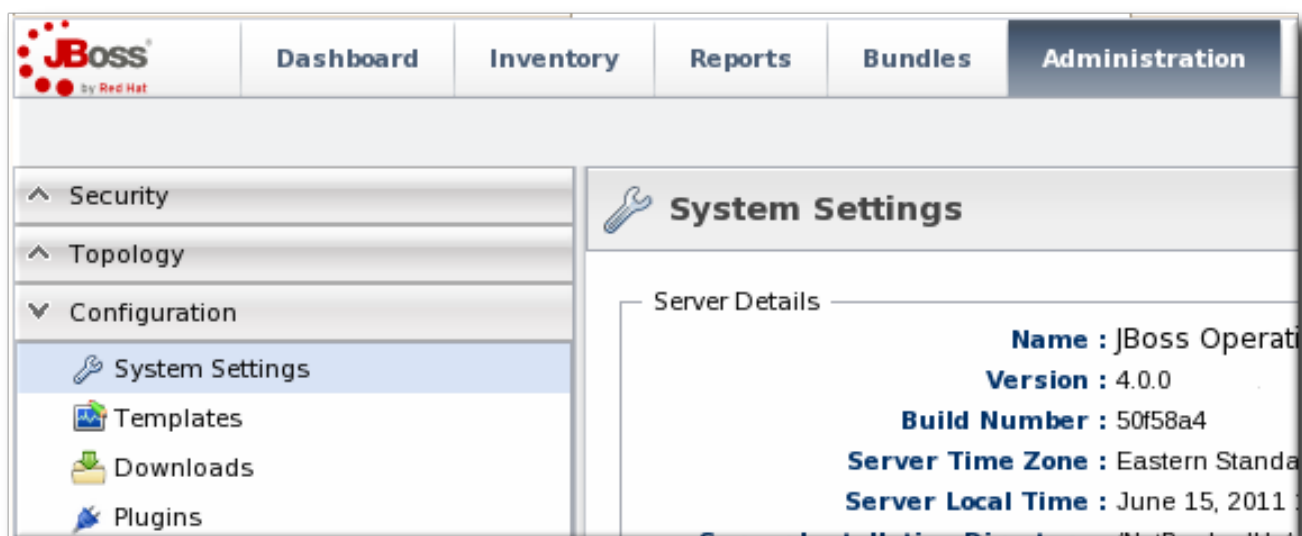 JBoss
by Red Hat
Dashboard
Inventory
Reports
Bundles
Administration
Security
Topology
Configuration
System Settings
Templates
Downloads
Plugins
System Settings
Server Details
Name : JBoss Operati
Version : 4.0.0
Build Number : 50f58a4
Server Time Zone : Eastern Standa
Server Local Time : June 15, 2011